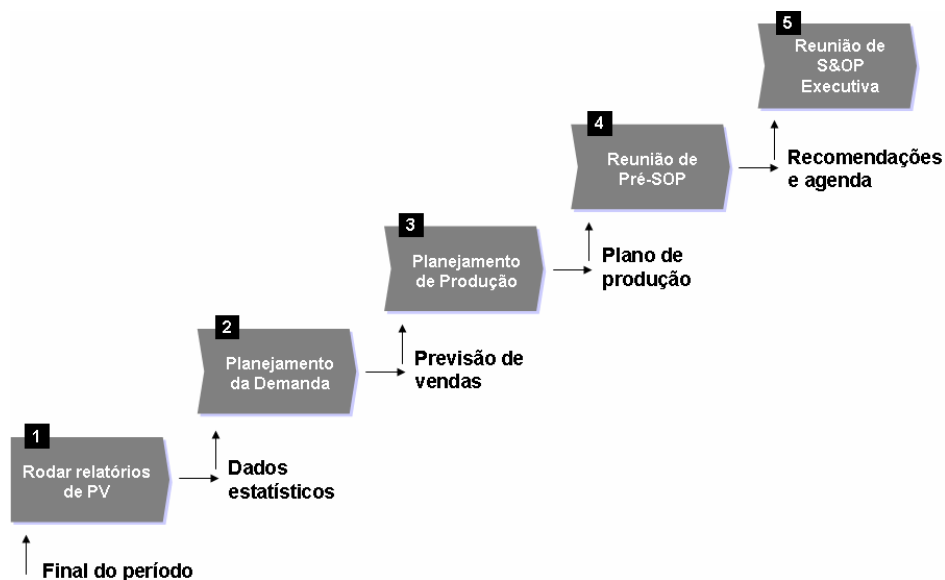 5
Reunião de
S&OP
Executiva
4
Reunião de
Pré-SOP
Recomendações
e agenda
3
Planejamento
de Produção
Plano de
produção
2
Planejamento
da Demanda
Previsão de
vendas
1
Rodar relatórios
de PV
Dados
estatísticos
Final do período